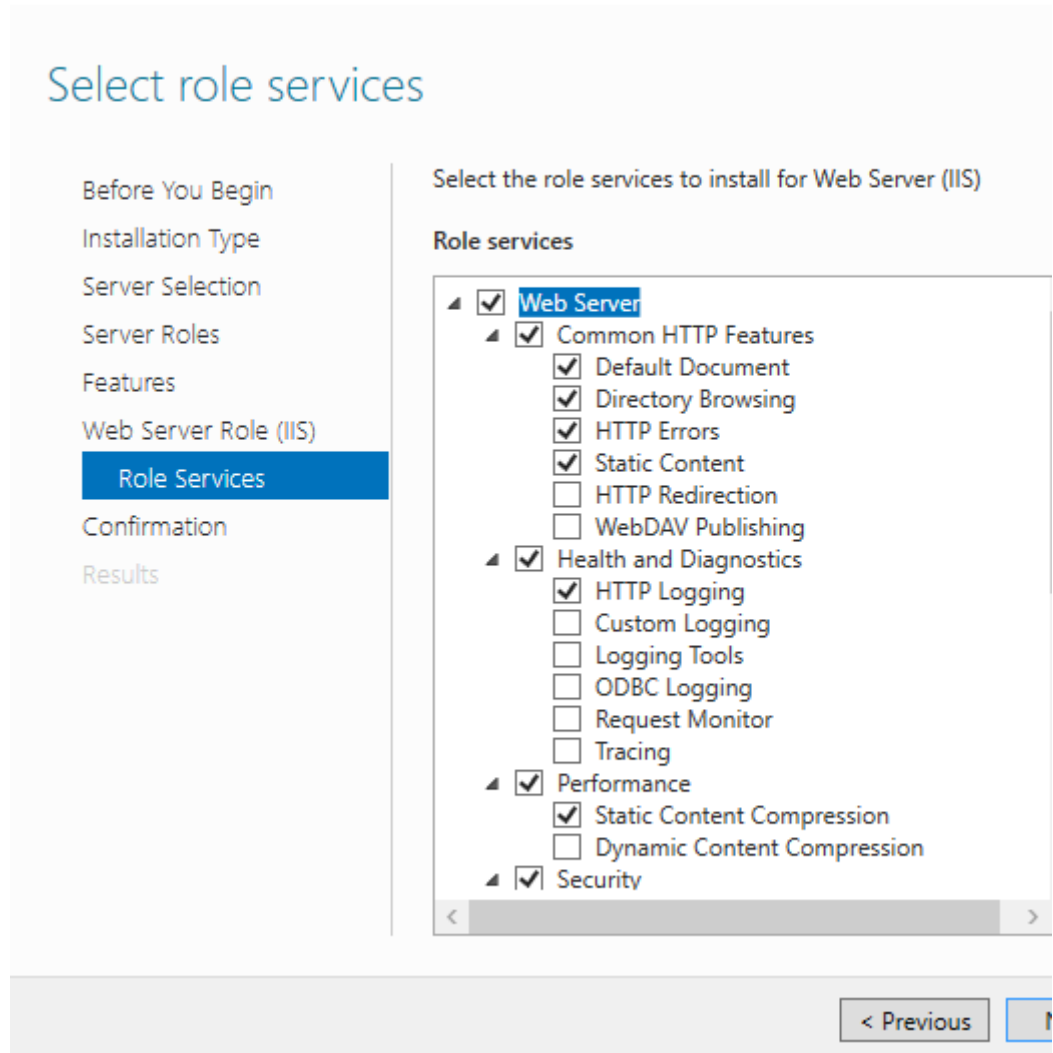 Select role services
Before You Begin
Installation Type
Server Selection
Server Roles
Features
Web Server Role (IIS)
Role Services
Confirmation
Results
Select the role services to install for Web Server (IIS)
Role services
Web Server
Common HTTP Features
Default Document
Directory Browsing
HTTP Errors
Static Content
HTTP Redirection
WebDAV Publishing
Health and Diagnostics
HTTP Logging
Custom Logging
Logging Tools
ODBC Logging
Request Monitor
Tracing
Performance
Static Content Compression
Dynamic Content Compression
Security
< Previous